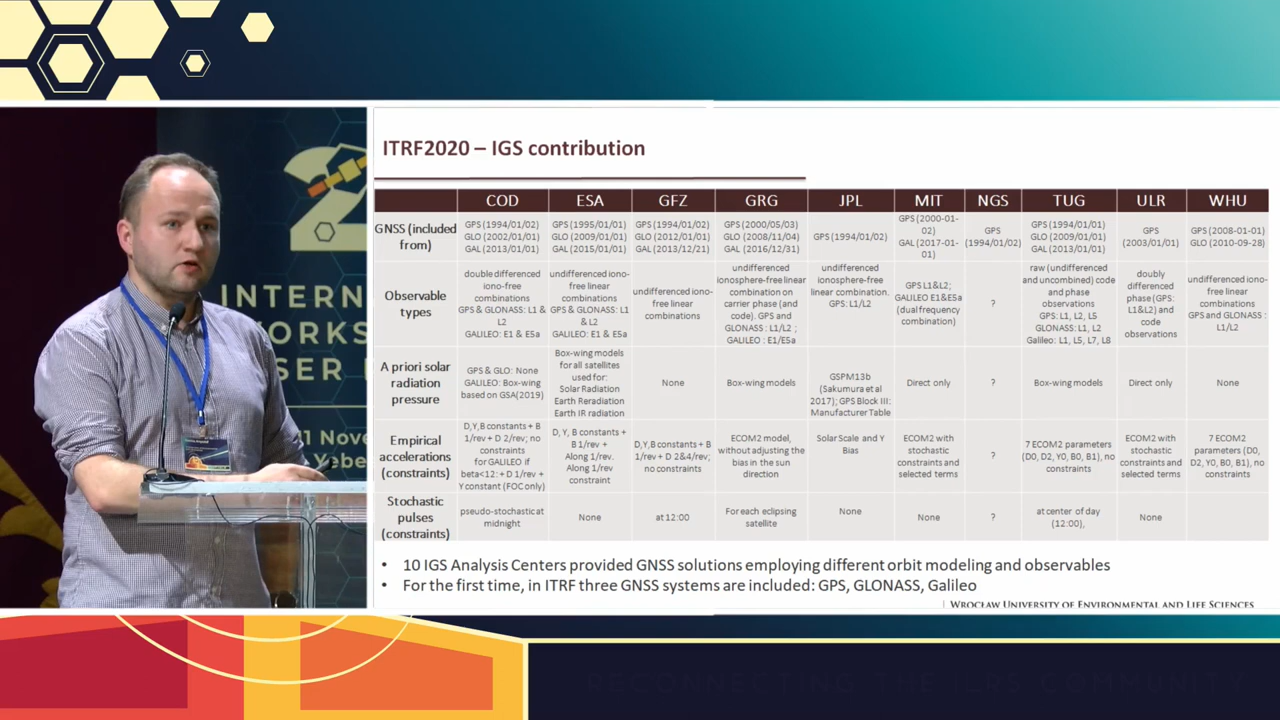 ITRF2020 – IGS contribution
COD ESA GFZ GRG JPL MIT NGS TUG ULR WHU
GNSS (included from)
GPS (1994/01/02)
GLO (2002/01/01)
GAL (2013/01/01)
GPS (1995/01/01)
GLO (2009/01/01)
GAL (2015/01/01)
GPS (1994/01/02)
GLO (2012/01/01)
GAL (2013/12/21)
GPS (2000/05/03)
GLO (2008/11/04)
GAL (2016/12/31)
GPS (1994/01/02)
GPS (2000-01-
02)
GAL (2017-01-
01)
GPS
(1994/01/02)
GPS (1994/01/01)
GLO (2009/01/01)
GAL (2013/01/01)
GPS
(2003/01/01)
GPS (2008-01-01)
GLO (2010-09-28)
Observable
types
double differenced
iono-free
combinations
GPS & GLONASS: L1 &
L2
GALILEO: E1 & E5a
undifferenced iono-
free linear
combinations
GPS & GLONASS: L1
& L2
GALILEO: E1 & E5a
undifferenced iono-
free linear
combinations
undifferenced
ionosphere-free linear
combination on
carrier phase (and
code). GPS and
GLONASS : L1/L2 ;
GALILEO : E1/E5a
undifferenced
ionosphere-free
linear combination.
GPS: L1/L2
GPS L1&L2;
GALILEO E1&E5a
(dual frequency
combination)
?
raw (undifferenced
and uncombined) code
and phase
observations
GPS: L1, L2, L5
GLONASS: L1, L2
Galileo: L1, L5, L7, L8
doubly
differenced
phase (GPS:
L1&L2) and
code
observations
undifferenced iono-
free linear
combinations
GPS and GLONASS :
L1/L2
A priori solar
radiation
pressure
GPS & GLO: None
GALILEO: Box-wing
based on GSA(2019)
Box-wing models
for all satellites
used for:
Solar Radiation
Earth Reradiation
Earth IR radiation
None
Box-wing models
GSPM13b
(Sakumura et al
2017); GPS Block III:
Manufacturer Table
Direct only
?
Box-wing models
Direct only
None
Empirical
accelerations
(constraints)
D,Y,B constants + B
1/rev + D 2/rev; no
constraints
for GALILEO if
beta<12: + D 1/rev +
Y constant (FOC only)
D, Y, B constants +
B 1/rev +
Along 1/rev.
Along 1/rev
constraint
D,Y,B constants + B
1/rev + D 2&4/rev;
no constraints
ECOM2 model,
without adjusting the
bias in the sun
direction
Solar Scale and Y
Bias
ECOM2 with
stochastic
constraints and
selected terms
?
7 ECOM2 parameters
(D0, D2, Y0, B0, B1), no
constraints
ECOM2 with
stochastic
constraints and
selected terms
7 ECOM2
parameters (D0,
D2, Y0, B0, B1),
no constraints
Stochastic
pulses
(constraints)
pseudo-stochastic at
midnight
None
at 12:00
For each eclipsing
satellite
None
None
?
at center of day
(12:00),
None
• 10 IGS Analysis Centers provided GNSS solutions employing different orbit modeling and observables
• For the first time, in ITRF three GNSS systems are included: GPS, GLONASS, Galileo
WROCŁAW UNIVERSITY OF ENVIRONMENTAL AND LIFE SCIENCES
2
INTERN
WORKS
SER
1 Nove
Yebe
RECONNECTING THE ILRS COMMUNITY